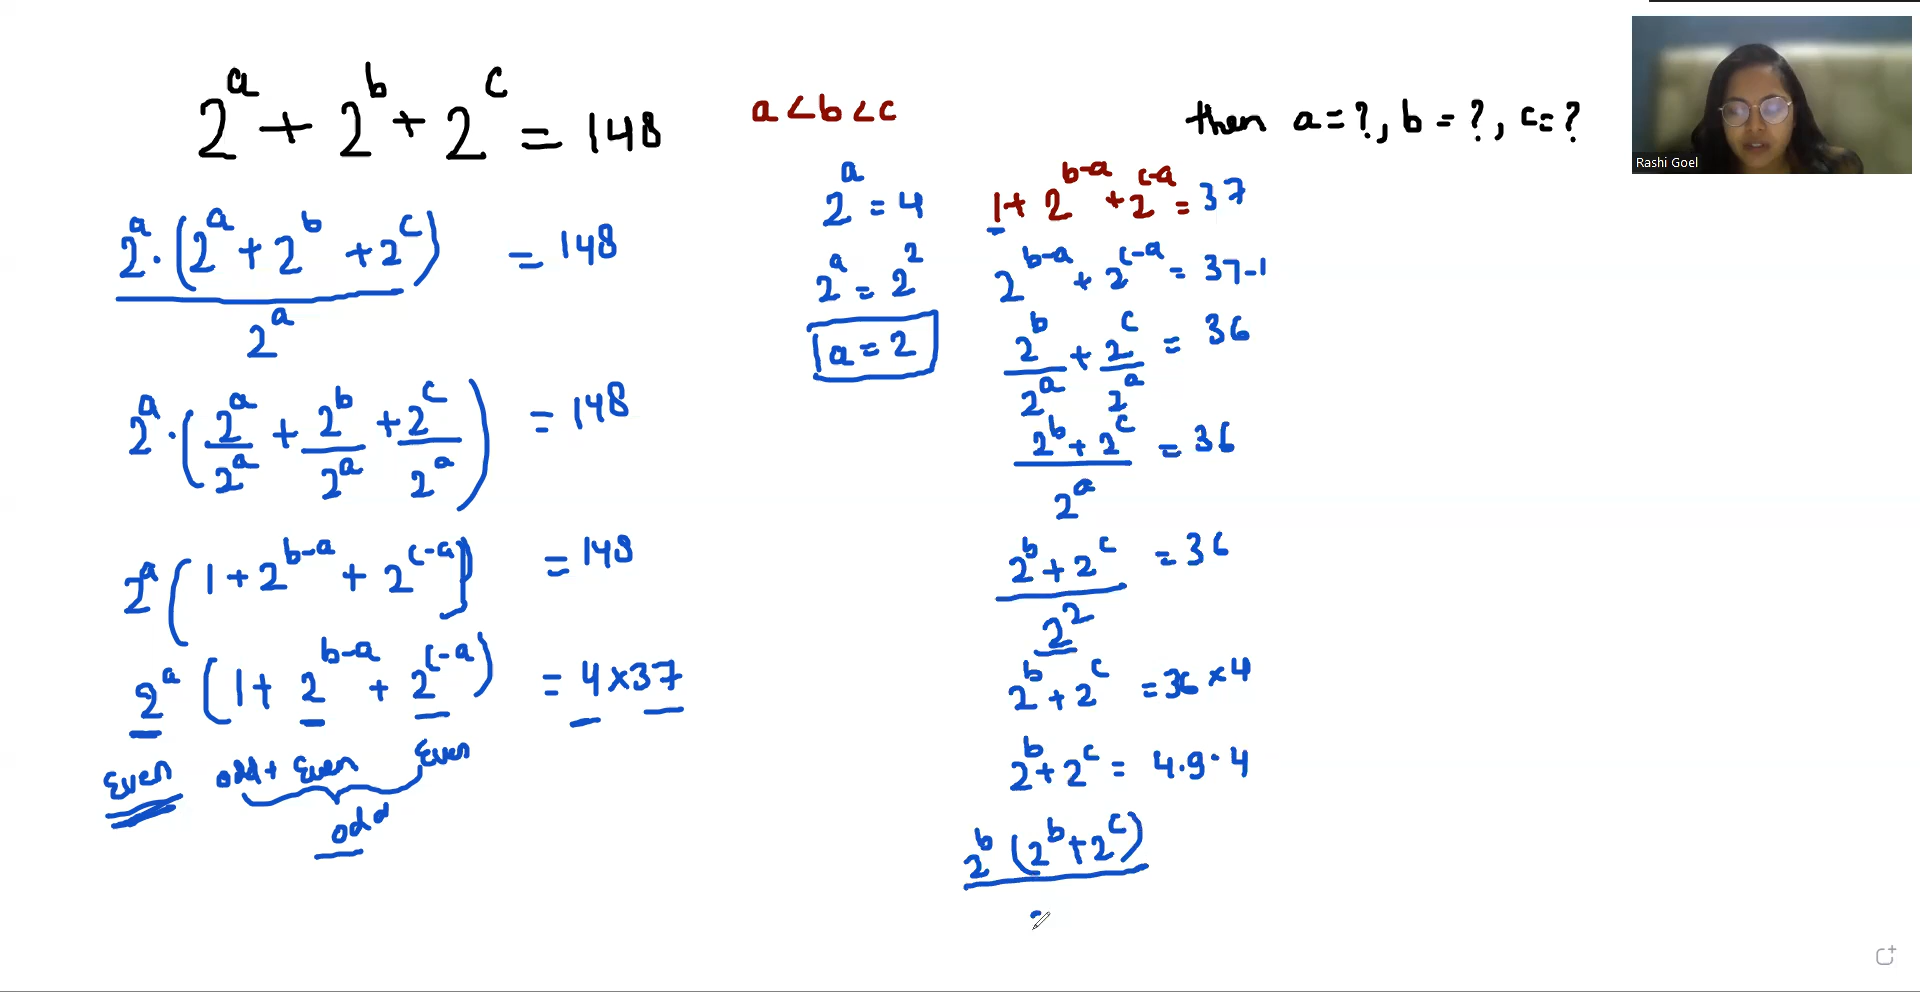 2^a + 2^b + 2^c = 148
a < b < c
then a = ?, b = ?, c = ?
Rashi Goel
2^a · (2^a + 2^b + 2^c) / 2^a = 148
2^a · (2^a/2^a + 2^b/2^a + 2^c/2^a) = 148
2^a (1 + 2^(b-a) + 2^(c-a)) = 148
2^a (1 + 2^(b-a) + 2^(c-a)) = 4 × 37
Even odd + Even Even
odd
2^a = 4
2^a = 2^2
a = 2
1 + 2^(b-a) + 2^(c-a) = 37
2^(b-a) + 2^(c-a) = 37-1
2^b/2^a + 2^c/2^a = 36
(2^b + 2^c)/2^a = 36
(2^b + 2^c)/2^2 = 36
2^b + 2^c = 36 × 4
2^b + 2^c = 4·9·4
2^b (2^b + 2^c)